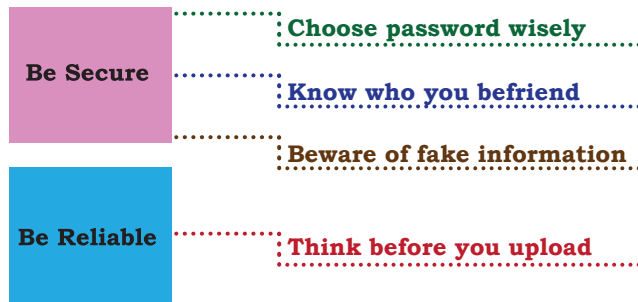 Be Secure
Choose password wisely
Know who you befriend
Beware of fake information
Be Reliable
Think before you upload